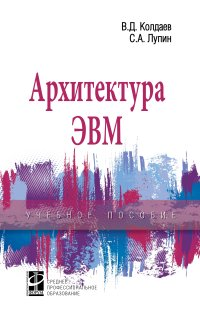 В.Д. Колдаев
С.А. Лупин
Архитектура
ЭВМ
УЧЕБНОЕ ПОСОБИЕ
СРЕДНЕЕ
ПРОФЕССИОНАЛЬНОЕ
ОБРАЗОВАНИЕ